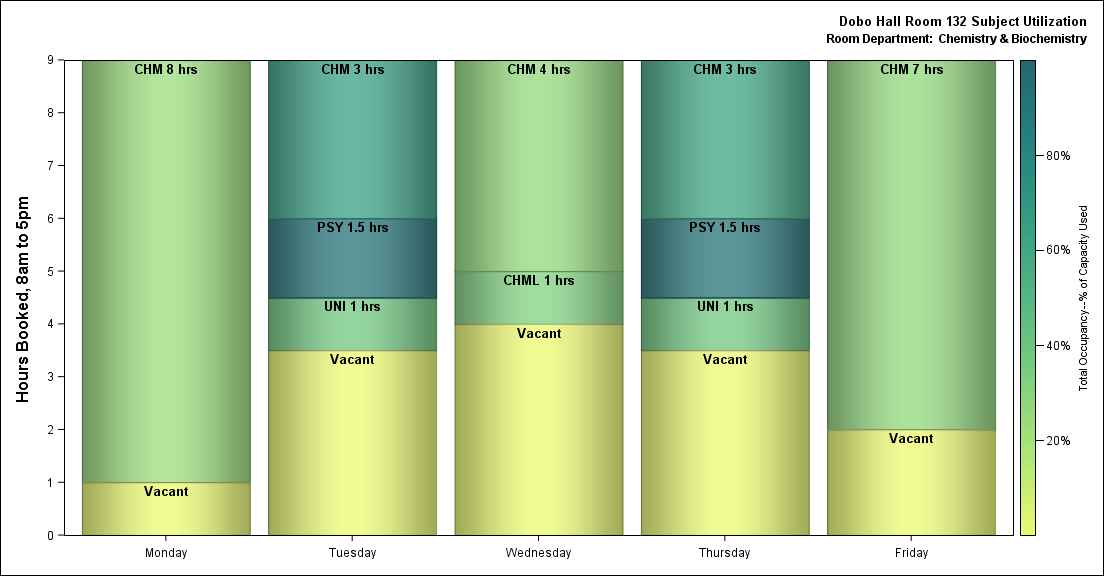 Dobo Hall Room 132 Subject Utilization
Room Department: Chemistry & Biochemistry
Hours Booked, 8am to 5pm
9
8
7
6
5
4
3
2
1
0
CHM 8 hrs
Vacant
CHM 3 hrs
PSY 1.5 hrs
UNI 1 hrs
Vacant
CHM 4 hrs
CHML 1 hrs
Vacant
CHM 3 hrs
PSY 1.5 hrs
UNI 1 hrs
Vacant
CHM 7 hrs
Vacant
Monday
Tuesday
Wednesday
Thursday
Friday
80%
60%
40%
20%
Total Occupancy--% of Capacity Used